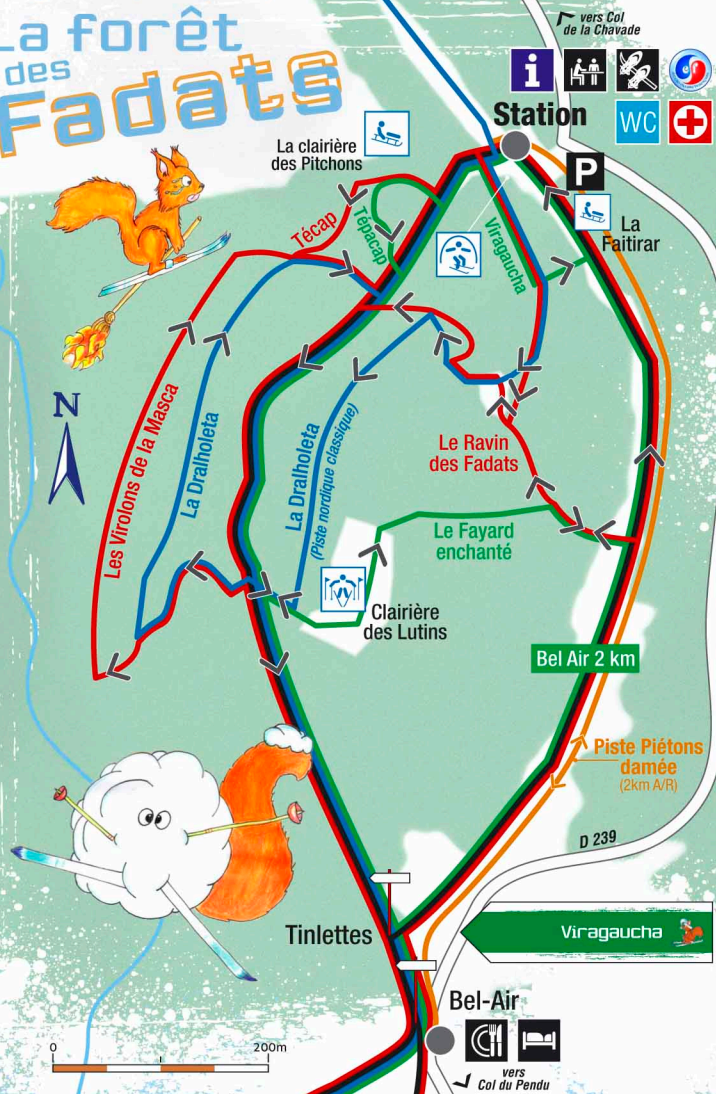 La forêt
des
Fadats
vers Col
de la Chavade
i
Station
WC
P
La clairière
des Pitchons
Técap
Tépacap
Viragaucha
La
Faitirar
N
Les Virolons de la Masca
La Dralholeta
La Dralholeta
(Piste nordique classique)
Le Ravin
des Fadats
Le Fayard
enchanté
Clairière
des Lutins
Bel Air 2 km
Piste Piétons
damée
(2km A/R)
D 239
Tinlettes
Viragaucha
Bel-Air
0 200m
vers
Col du Pendu